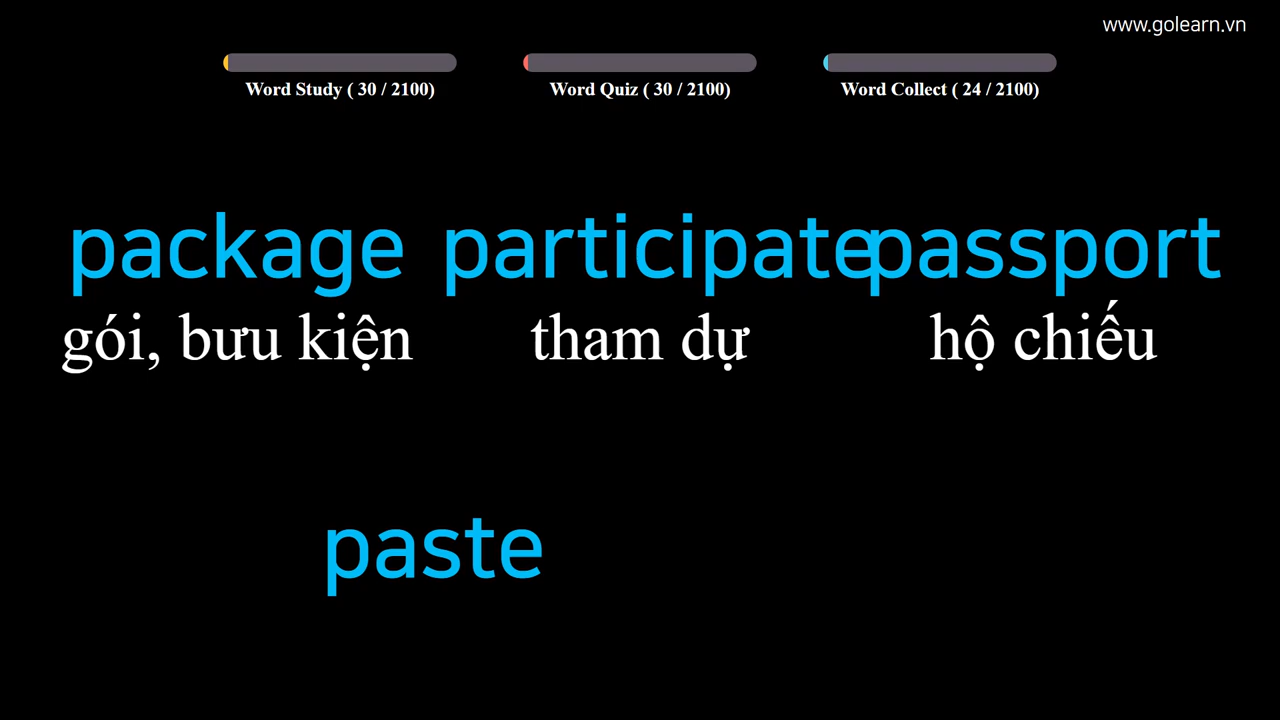 www.golearn.vn
Word Study ( 30 / 2100) Word Quiz ( 30 / 2100) Word Collect ( 24 / 2100)
package participate passport
gói, bưu kiện tham dự hộ chiếu
paste